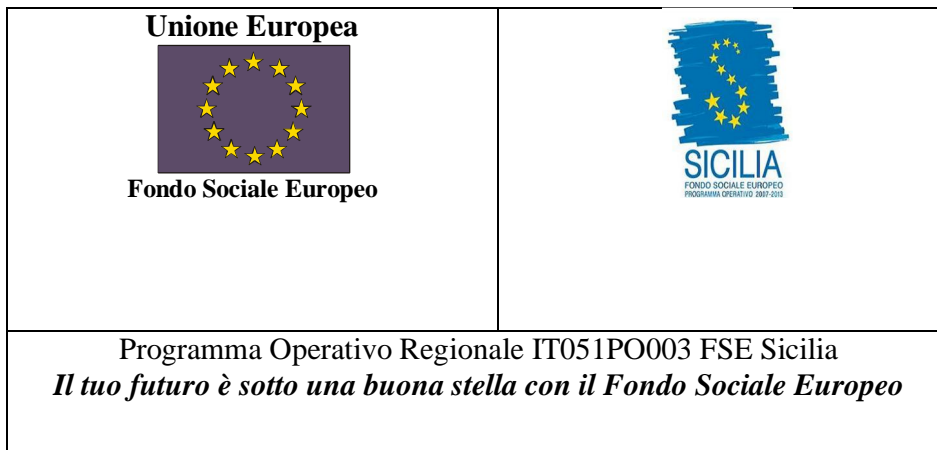 Unione Europea
Fondo Sociale Europeo
SICILIA
FONDO SOCIALE EUROPEO
PROGRAMMA OPERATIVO 2007-2013
Programma Operativo Regionale IT051PO003 FSE Sicilia
Il tuo futuro è sotto una buona stella con il Fondo Sociale Europeo